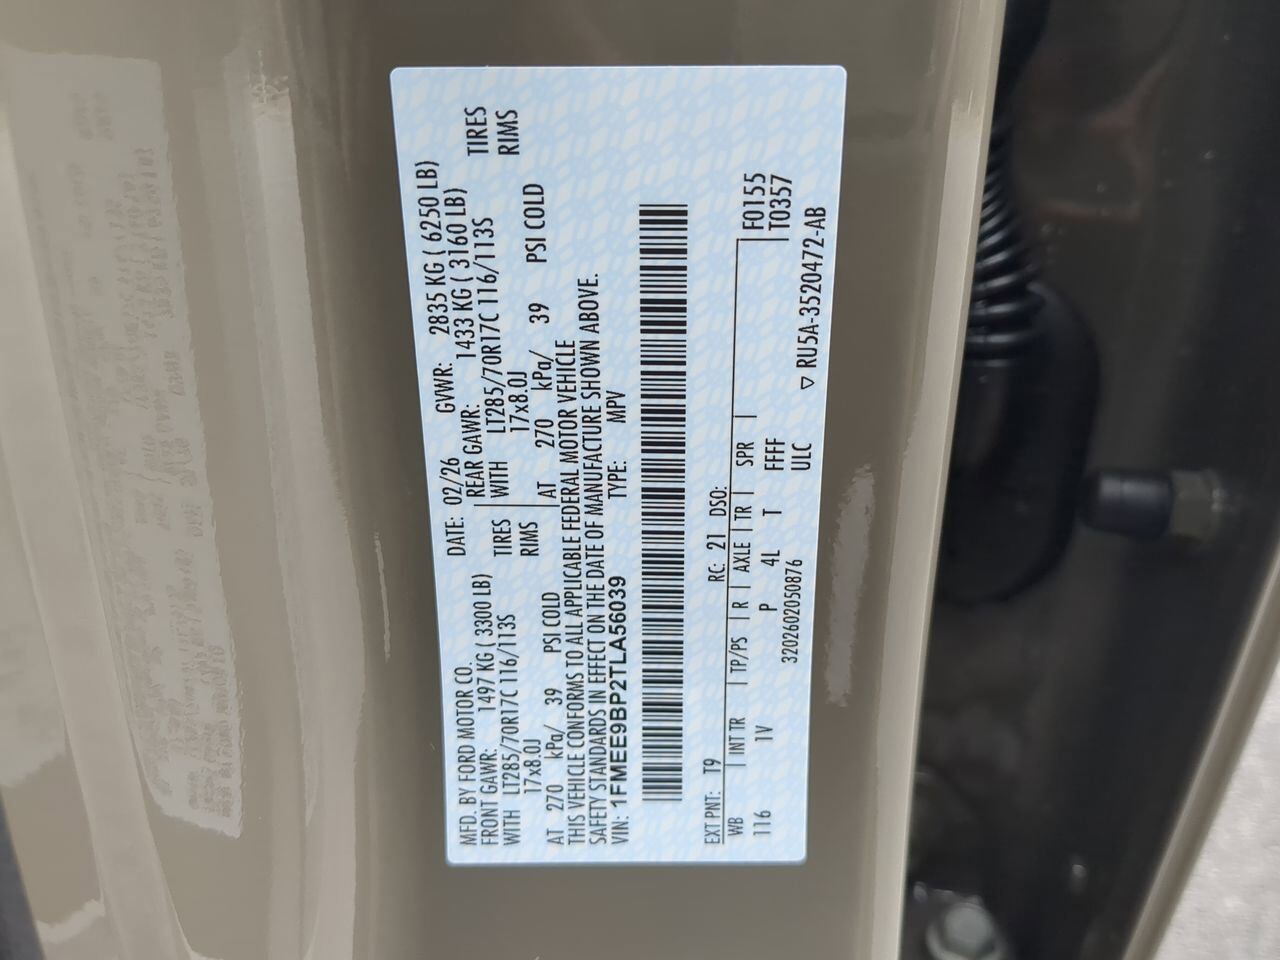 MFD. BY FORD MOTOR CO.
DATE: 02/26 GVWR: 2835 KG ( 6250 LB)
FRONT GAWR: 1497 KG ( 3300 LB)
REAR GAWR: 1433 KG ( 3160 LB)
WITH LT285/70R17C 116/113S TIRES
WITH LT285/70R17C 116/113S TIRES
17x8.0J RIMS
17x8.0J RIMS
AT 270 kPa/ 39 PSI COLD
AT 270 kPa/ 39 PSI COLD
THIS VEHICLE CONFORMS TO ALL APPLICABLE FEDERAL MOTOR VEHICLE
SAFETY STANDARDS IN EFFECT ON THE DATE OF MANUFACTURE SHOWN ABOVE.
VIN: 1FMEE9BP2TLA56039 TYPE: MPV
EXT PNT: T9 RC: 21 DSO:
F0155
WB INT TR TP/PS R AXLE TR SPR
T0357
116 1V P 4L T FFFF
3202602050876 ULC
▽ RU5A-3520472-AB